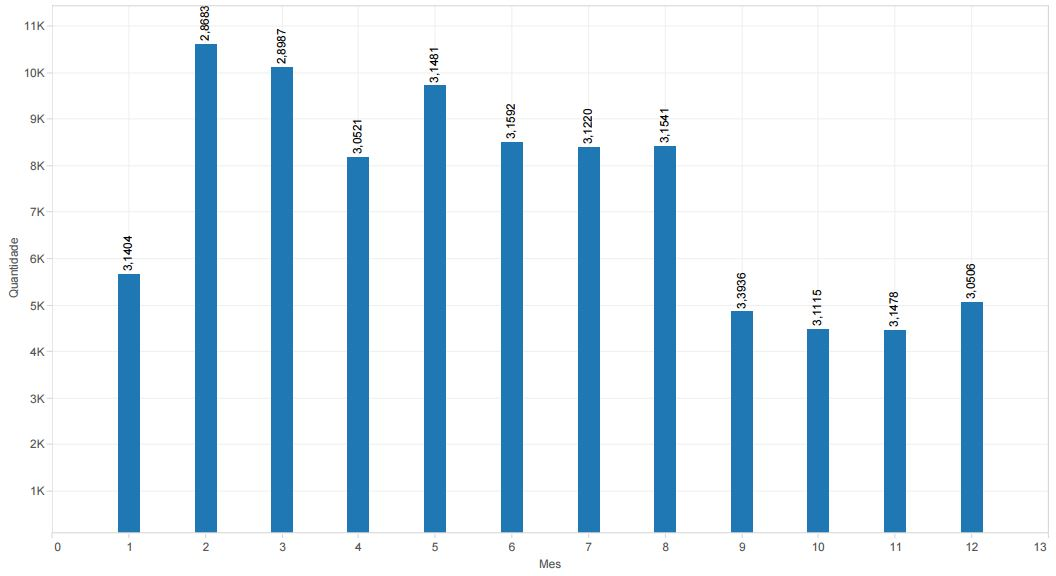 11K
10K
9K
8K
7K
6K
5K
4K
3K
2K
1K
Quantidade
3,1404
2,8683
2,8987
3,0521
3,1481
3,1592
3,1220
3,1541
3,3936
3,1115
3,1478
3,0506
0 1 2 3 4 5 6 7 8 9 10 11 12 13
Mes